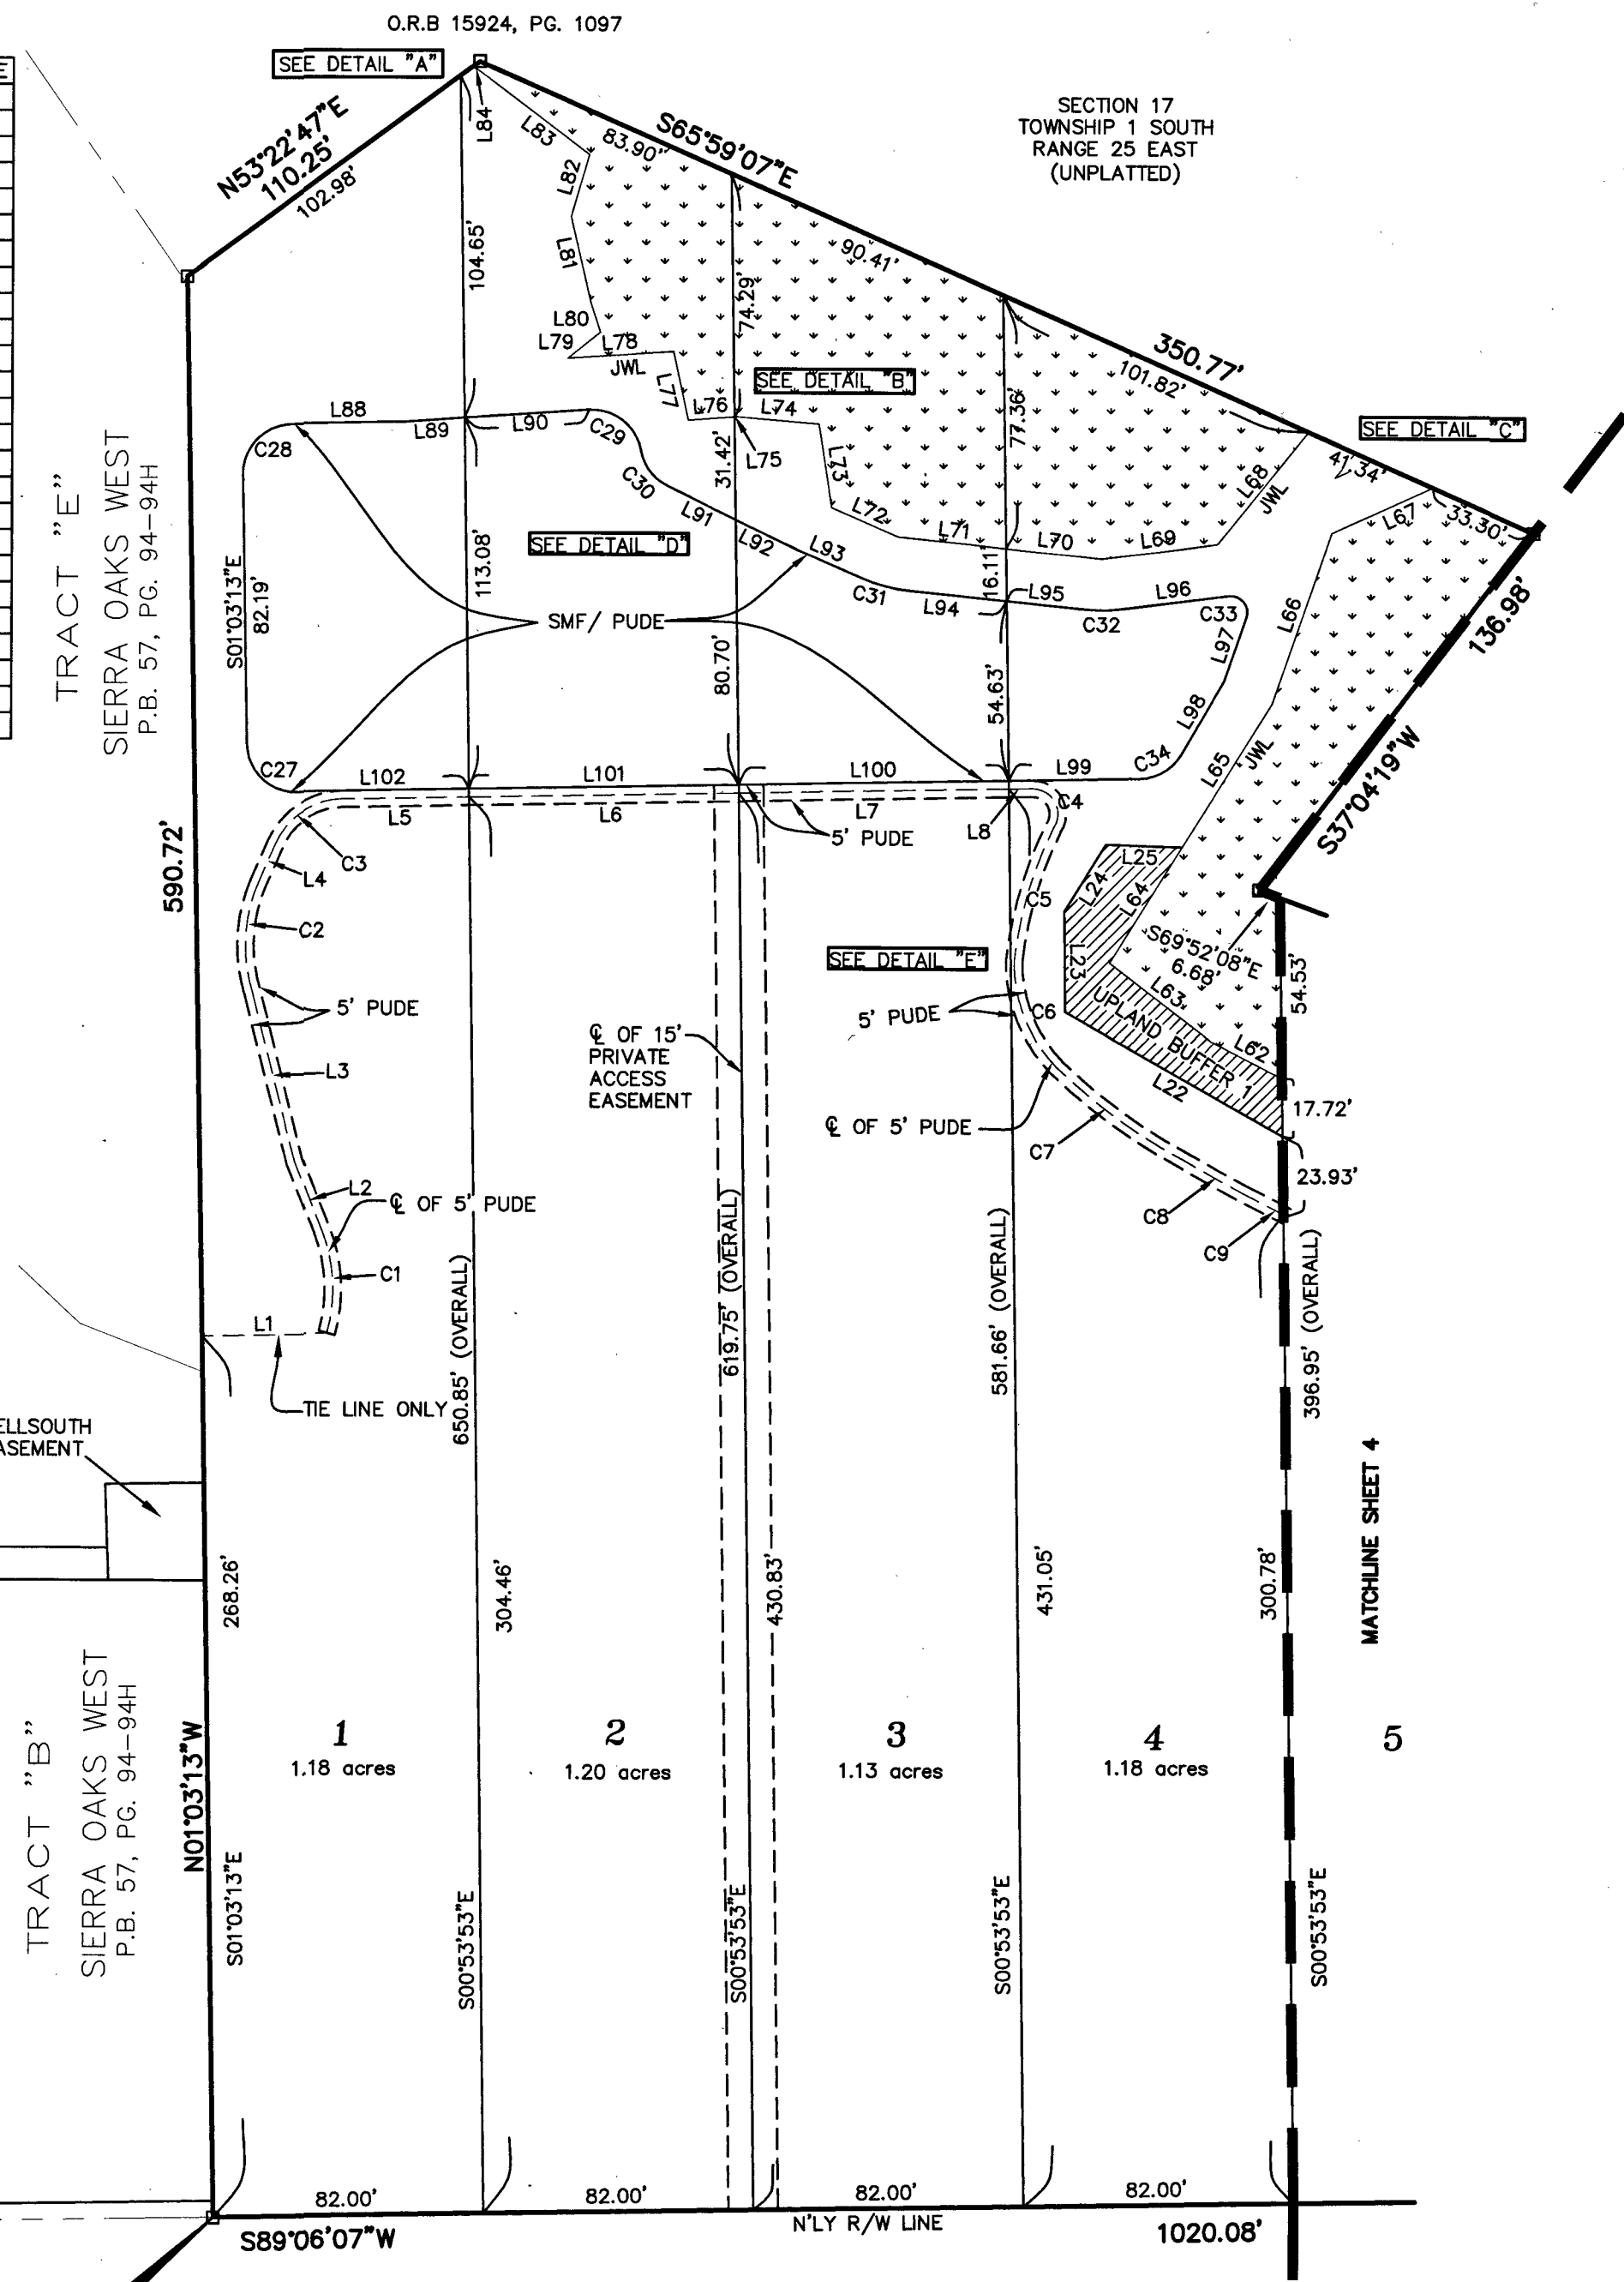 O.R.B 15924, PG. 1097
SEE DETAIL "A"
SECTION 17
TOWNSHIP 1 SOUTH
RANGE 25 EAST
(UNPLATTED)
N53°22'47"E
110.25'
102.98'
L84
L83
83.90'
S65°59'07"E
L82
L81
104.65'
L80
L79
L78
JWL
L77
L76
74.29'
90.41'
SEE DETAIL "B"
L74
L75
77.36'
350.77'
101.82'
SEE DETAIL "C"
41.34'
33.30'
L67
L68
JWL
L73
L72
L71
L70
L69
L88
L89
L90
C28
C29
C30
31.42'
L91
L92
L93
SEE DETAIL "D"
113.08'
S01°03'13"E
82.19'
SMF/ PUDE
16.11'
C31
L94
L95
C32
L96
C33
L97
L98
L66
136.98'
80.70'
54.63'
TRACT "E"
SIERRA OAKS WEST
P.B. 57, PG. 94-94H
C27
L102
L101
L100
L99
C34
L65
JWL
S37°04'19"W
L5
L6
L7
L8
C4
5' PUDE
C3
L4
590.72'
C2
C5
L25
L24
L64
L23
SEE DETAIL "E"
S69°52'08"E
6.68'
54.53'
5' PUDE
5' PUDE
C6
L63
UPLAND BUFFER 1
L62
L22
℄ OF 15'
PRIVATE
ACCESS
EASEMENT
L3
17.72'
℄ OF 5' PUDE
C7
23.93'
L2
℄ OF 5' PUDE
C8
C9
C1
L1
TIE LINE ONLY
650.85' (OVERALL)
619.75' (OVERALL)
581.66' (OVERALL)
396.95' (OVERALL)
ELLSOUTH
ASEMENT
MATCHLINE SHEET 4
268.26'
304.46'
430.83'
431.05'
300.78'
TRACT "B"
SIERRA OAKS WEST
P.B. 57, PG. 94-94H
N01°03'13"W
1
1.18 acres
2
1.20 acres
3
1.13 acres
4
1.18 acres
5
S01°03'13"E
S00°53'53"E
S00°53'53"E
S00°53'53"E
S00°53'53"E
82.00'
82.00'
82.00'
82.00'
S89°06'07"W
N'LY R/W LINE
1020.08'